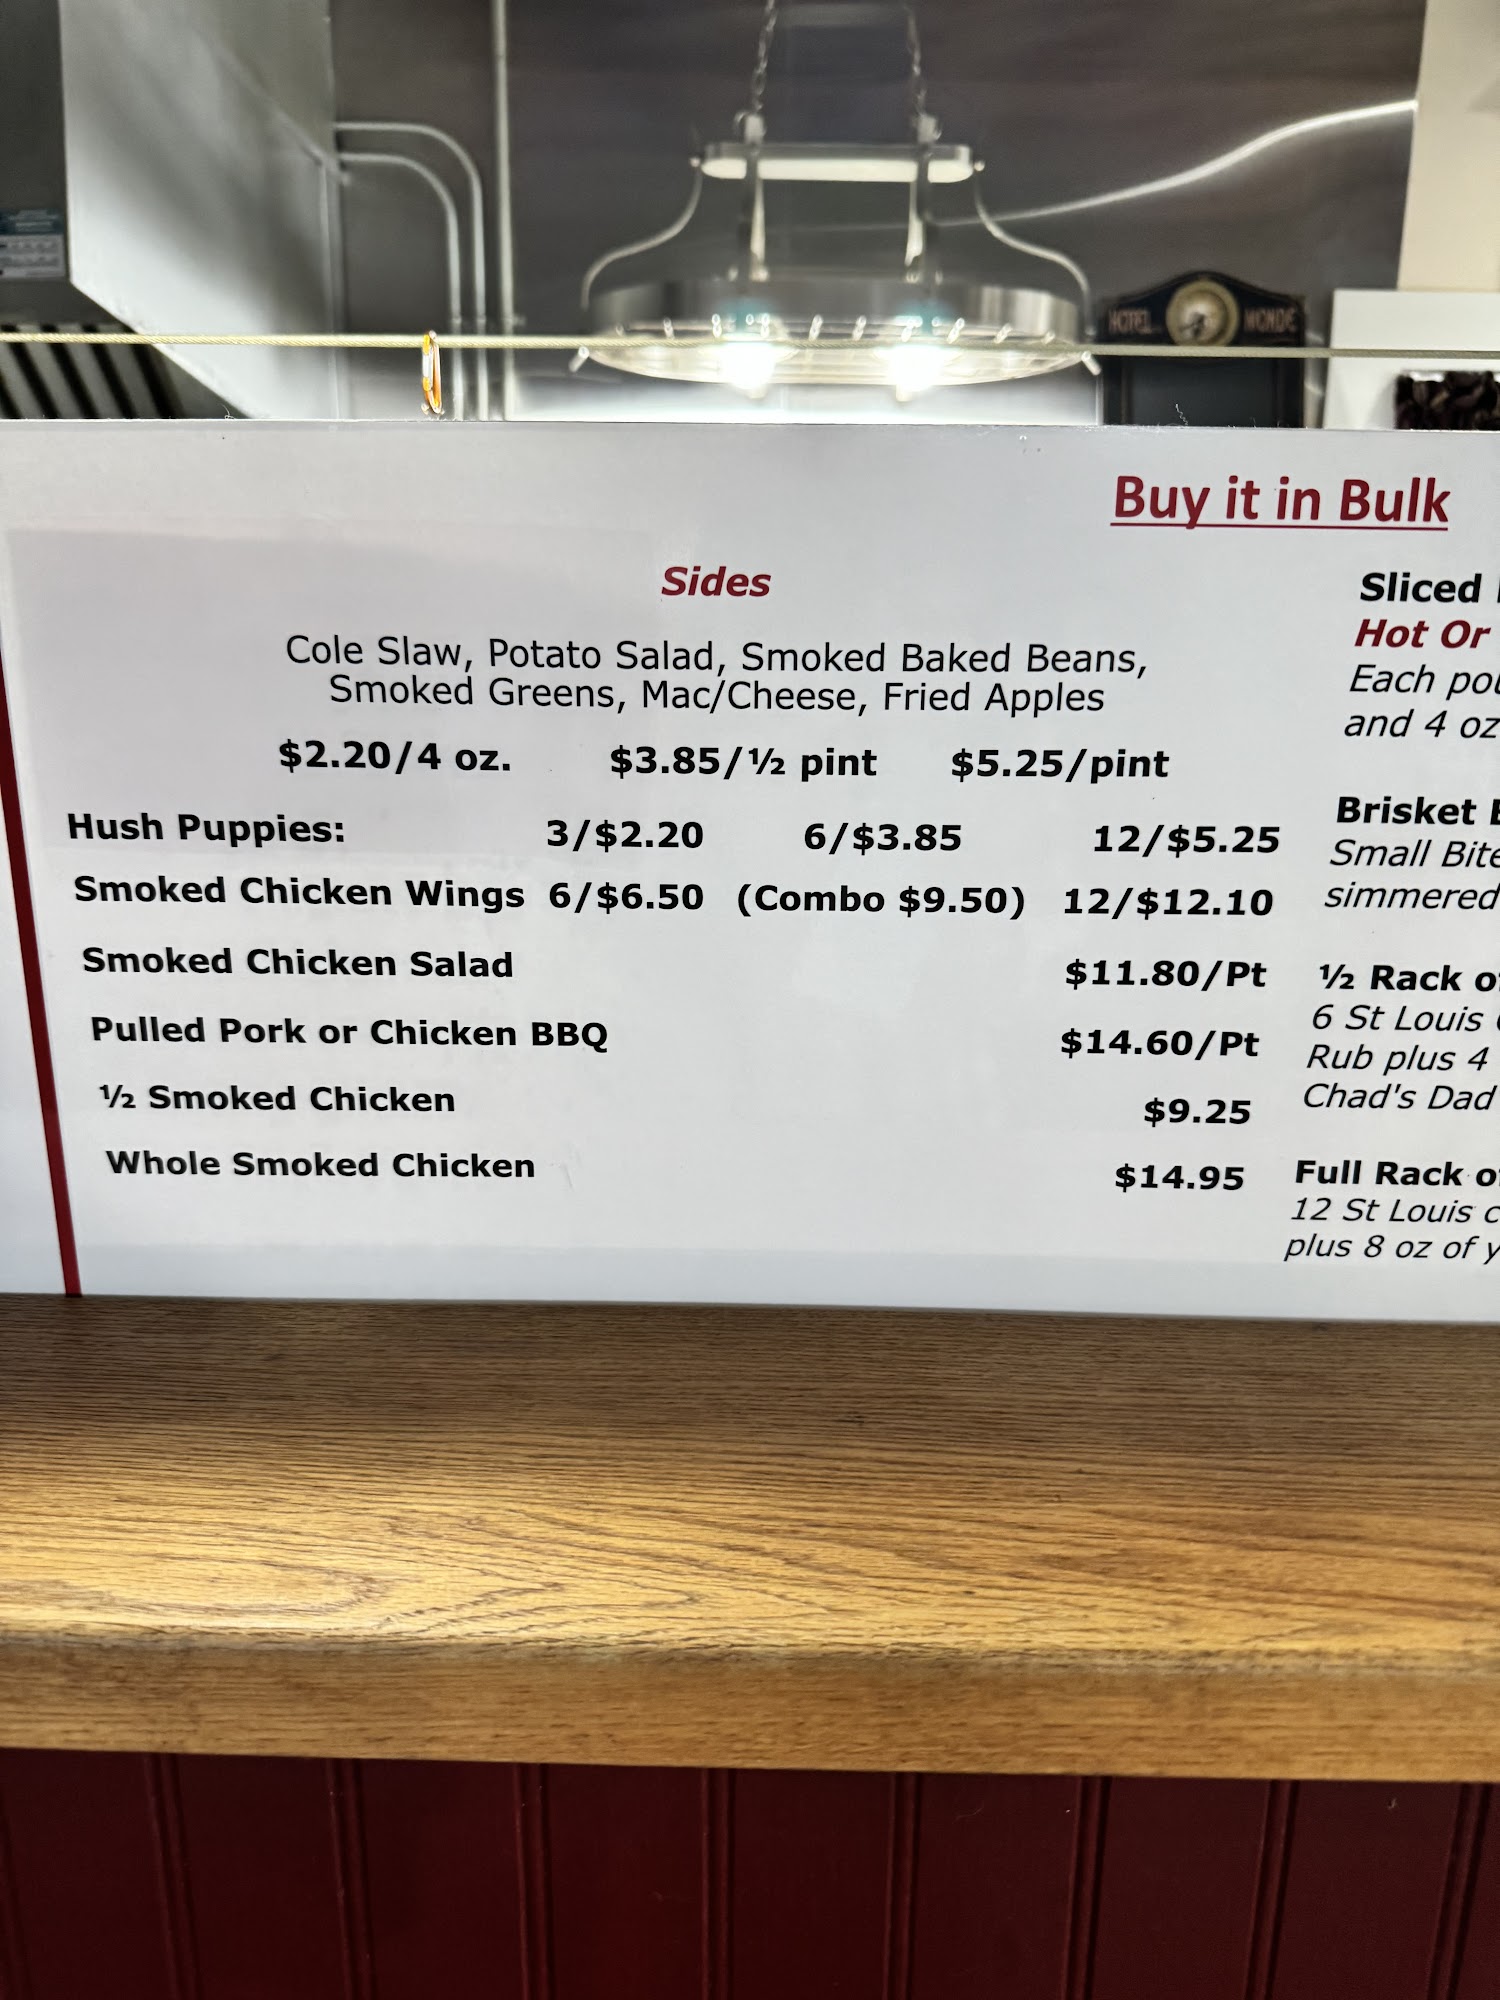 HOTEL MONDE
Buy it in Bulk
Sides
Cole Slaw, Potato Salad, Smoked Baked Beans,
Smoked Greens, Mac/Cheese, Fried Apples
$2.20/4 oz. $3.85/½ pint $5.25/pint
Hush Puppies: 3/$2.20 6/$3.85 12/$5.25
Smoked Chicken Wings 6/$6.50 (Combo $9.50) 12/$12.10
Smoked Chicken Salad $11.80/Pt
Pulled Pork or Chicken BBQ $14.60/Pt
½ Smoked Chicken $9.25
Whole Smoked Chicken $14.95
Sliced
Hot Or
Each
and 4 oz
Brisket
Small
simmered
½ Rack
6 St Louis
Rub plus 4
Chad's Dad
Full Rack
12 St Louis
plus 8 oz of